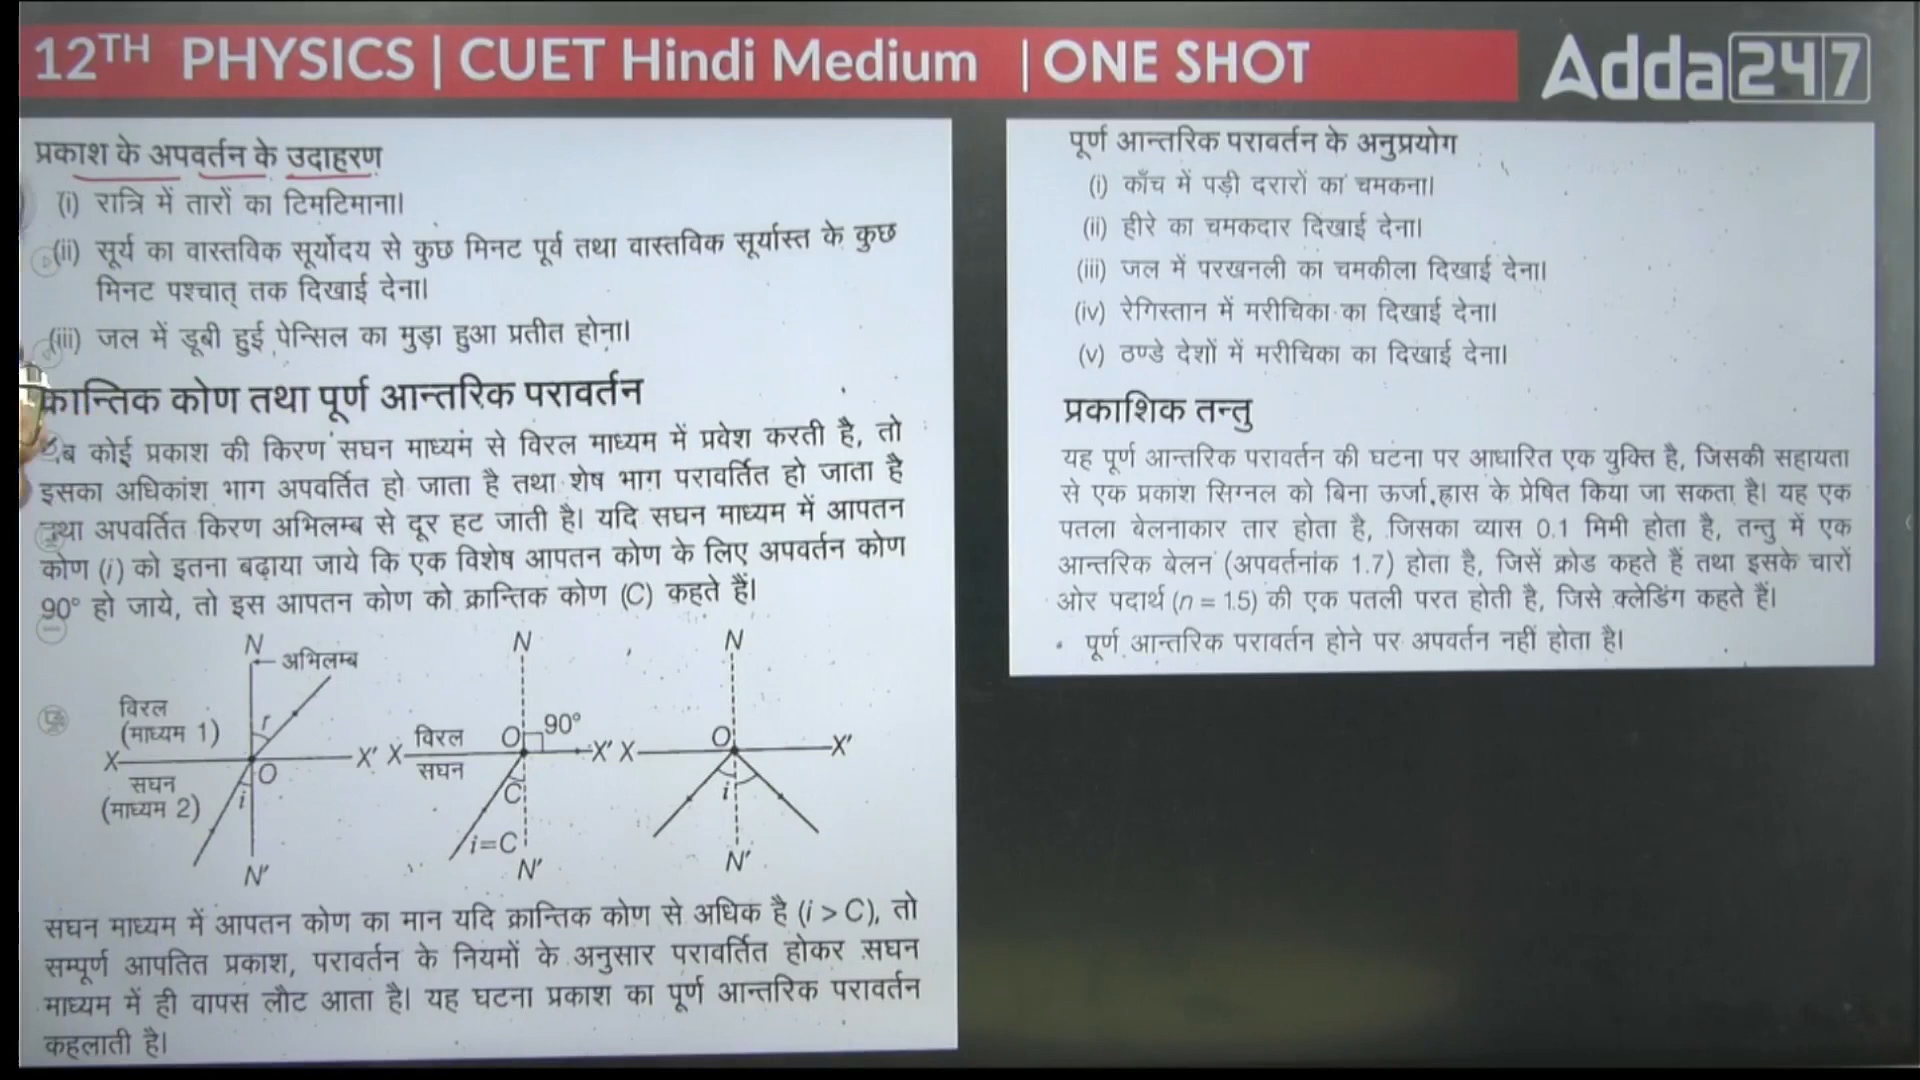 12TH PHYSICS | CUET Hindi Medium | ONE SHOT
Adda247
प्रकाश के अपवर्तन के उदाहरण
(i) रात्रि में तारों का टिमटिमाना।
(ii) सूर्य का वास्तविक सूर्योदय से कुछ मिनट पूर्व तथा वास्तविक सूर्यास्त के कुछ
मिनट पश्चात् तक दिखाई देना।
(iii) जल में डूबी हुई पेन्सिल का मुड़ा हुआ प्रतीत होना।
क्रान्तिक कोण तथा पूर्ण आन्तरिक परावर्तन
कोई प्रकाश की किरण सघन माध्यम से विरल माध्यम में प्रवेश करती है, तो
इसका अधिकांश भाग अपवर्तित हो जाता है तथा शेष भाग परावर्तित हो जाता है
तथा अपवर्तित किरण अभिलम्ब से दूर हट जाती है। यदि सघन माध्यम में आपतन
कोण (i) को इतना बढ़ाया जाये कि एक विशेष आपतन कोण के लिए अपवर्तन कोण
90° हो जाये, तो इस आपतन कोण को क्रान्तिक कोण (C) कहते हैं।
N
अभिलम्ब
विरल
(माध्यम 1)
r
X
X'
O
सघन
(माध्यम 2)
i
N'
N
विरल
O
90°
X
X'
सघन
C
i=C
N'
N
O
X
X'
i
N'
सघन माध्यम में आपतन कोण का मान यदि क्रान्तिक कोण से अधिक है (i > C), तो
सम्पूर्ण आपतित प्रकाश, परावर्तन के नियमों के अनुसार परावर्तित होकर सघन
माध्यम में ही वापस लौट आता है। यह घटना प्रकाश का पूर्ण आन्तरिक परावर्तन
कहलाती है।
पूर्ण आन्तरिक परावर्तन के अनुप्रयोग
(i) काँच में पड़ी दरारों का चमकना।
(ii) हीरे का चमकदार दिखाई देना।
(iii) जल में परखनली का चमकीला दिखाई देना।
(iv) रेगिस्तान में मरीचिका का दिखाई देना।
(v) ठण्डे देशों में मरीचिका का दिखाई देना।
प्रकाशिक तन्तु
यह पूर्ण आन्तरिक परावर्तन की घटना पर आधारित एक युक्ति है, जिसकी सहायता
से एक प्रकाश सिग्नल को बिना ऊर्जा ह्रास के प्रेषित किया जा सकता है। यह एक
पतला बेलनाकार तार होता है, जिसका व्यास 0.1 मिमी होता है, तन्तु में एक
आन्तरिक बेलन (अपवर्तनांक 1.7) होता है, जिसे क्रोड कहते हैं तथा इसके चारों
ओर पदार्थ (n = 1.5) की एक पतली परत होती है, जिसे क्लेडिंग कहते हैं।
• पूर्ण आन्तरिक परावर्तन होने पर अपवर्तन नहीं होता है।